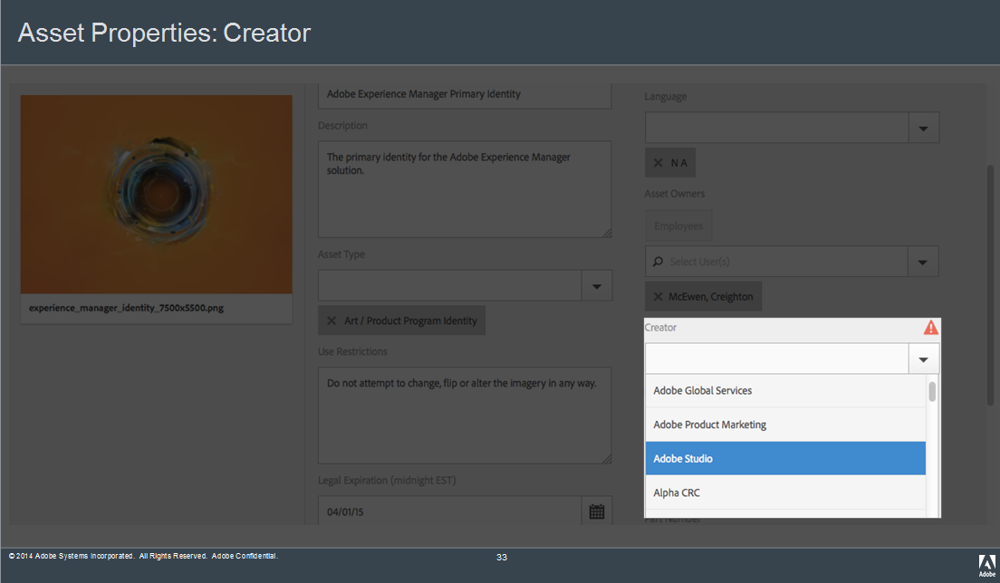 Asset Properties: Creator
experience_manager_identity_7500x5500.png
Adobe Experience Manager Primary Identity
Description
The primary identity for the Adobe Experience Manager
solution.
Asset Type
Art / Product Program Identity
Use Restrictions
Do not attempt to change, flip or alter the imagery in any way.
Legal Expiration (midnight EST)
04/01/15
Language
N A
Asset Owners
Employees
Select User(s)
McEwen, Creighton
Creator
Adobe Global Services
Adobe Product Marketing
Adobe Studio
Alpha CRC
Part Number
© 2014 Adobe Systems Incorporated. All Rights Reserved. Adobe Confidential.
33
Adobe